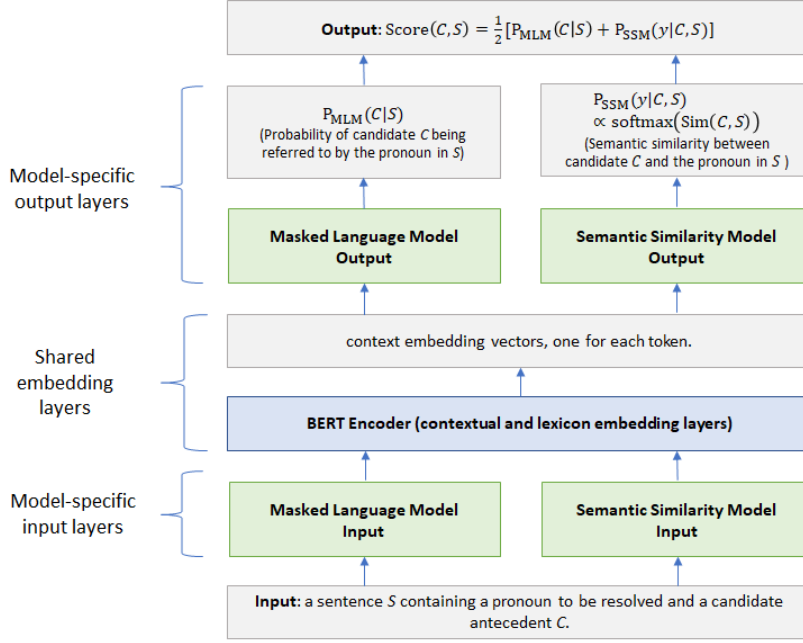 Output: Score(C, S) = 1/2 [P_MLM(C|S) + P_SSM(y|C, S)]
Model-specific
output layers
P_MLM(C|S)
(Probability of candidate C being
referred to by the pronoun in S)
P_SSM(y|C, S)
∝ softmax(Sim(C, S))
(Semantic similarity between
candidate C and the pronoun in S )
Masked Language Model
Output
Semantic Similarity Model
Output
Shared
embedding
layers
context embedding vectors, one for each token.
BERT Encoder (contextual and lexicon embedding layers)
Model-specific
input layers
Masked Language Model
Input
Semantic Similarity Model
Input
Input: a sentence S containing a pronoun to be resolved and a candidate
antecedent C.